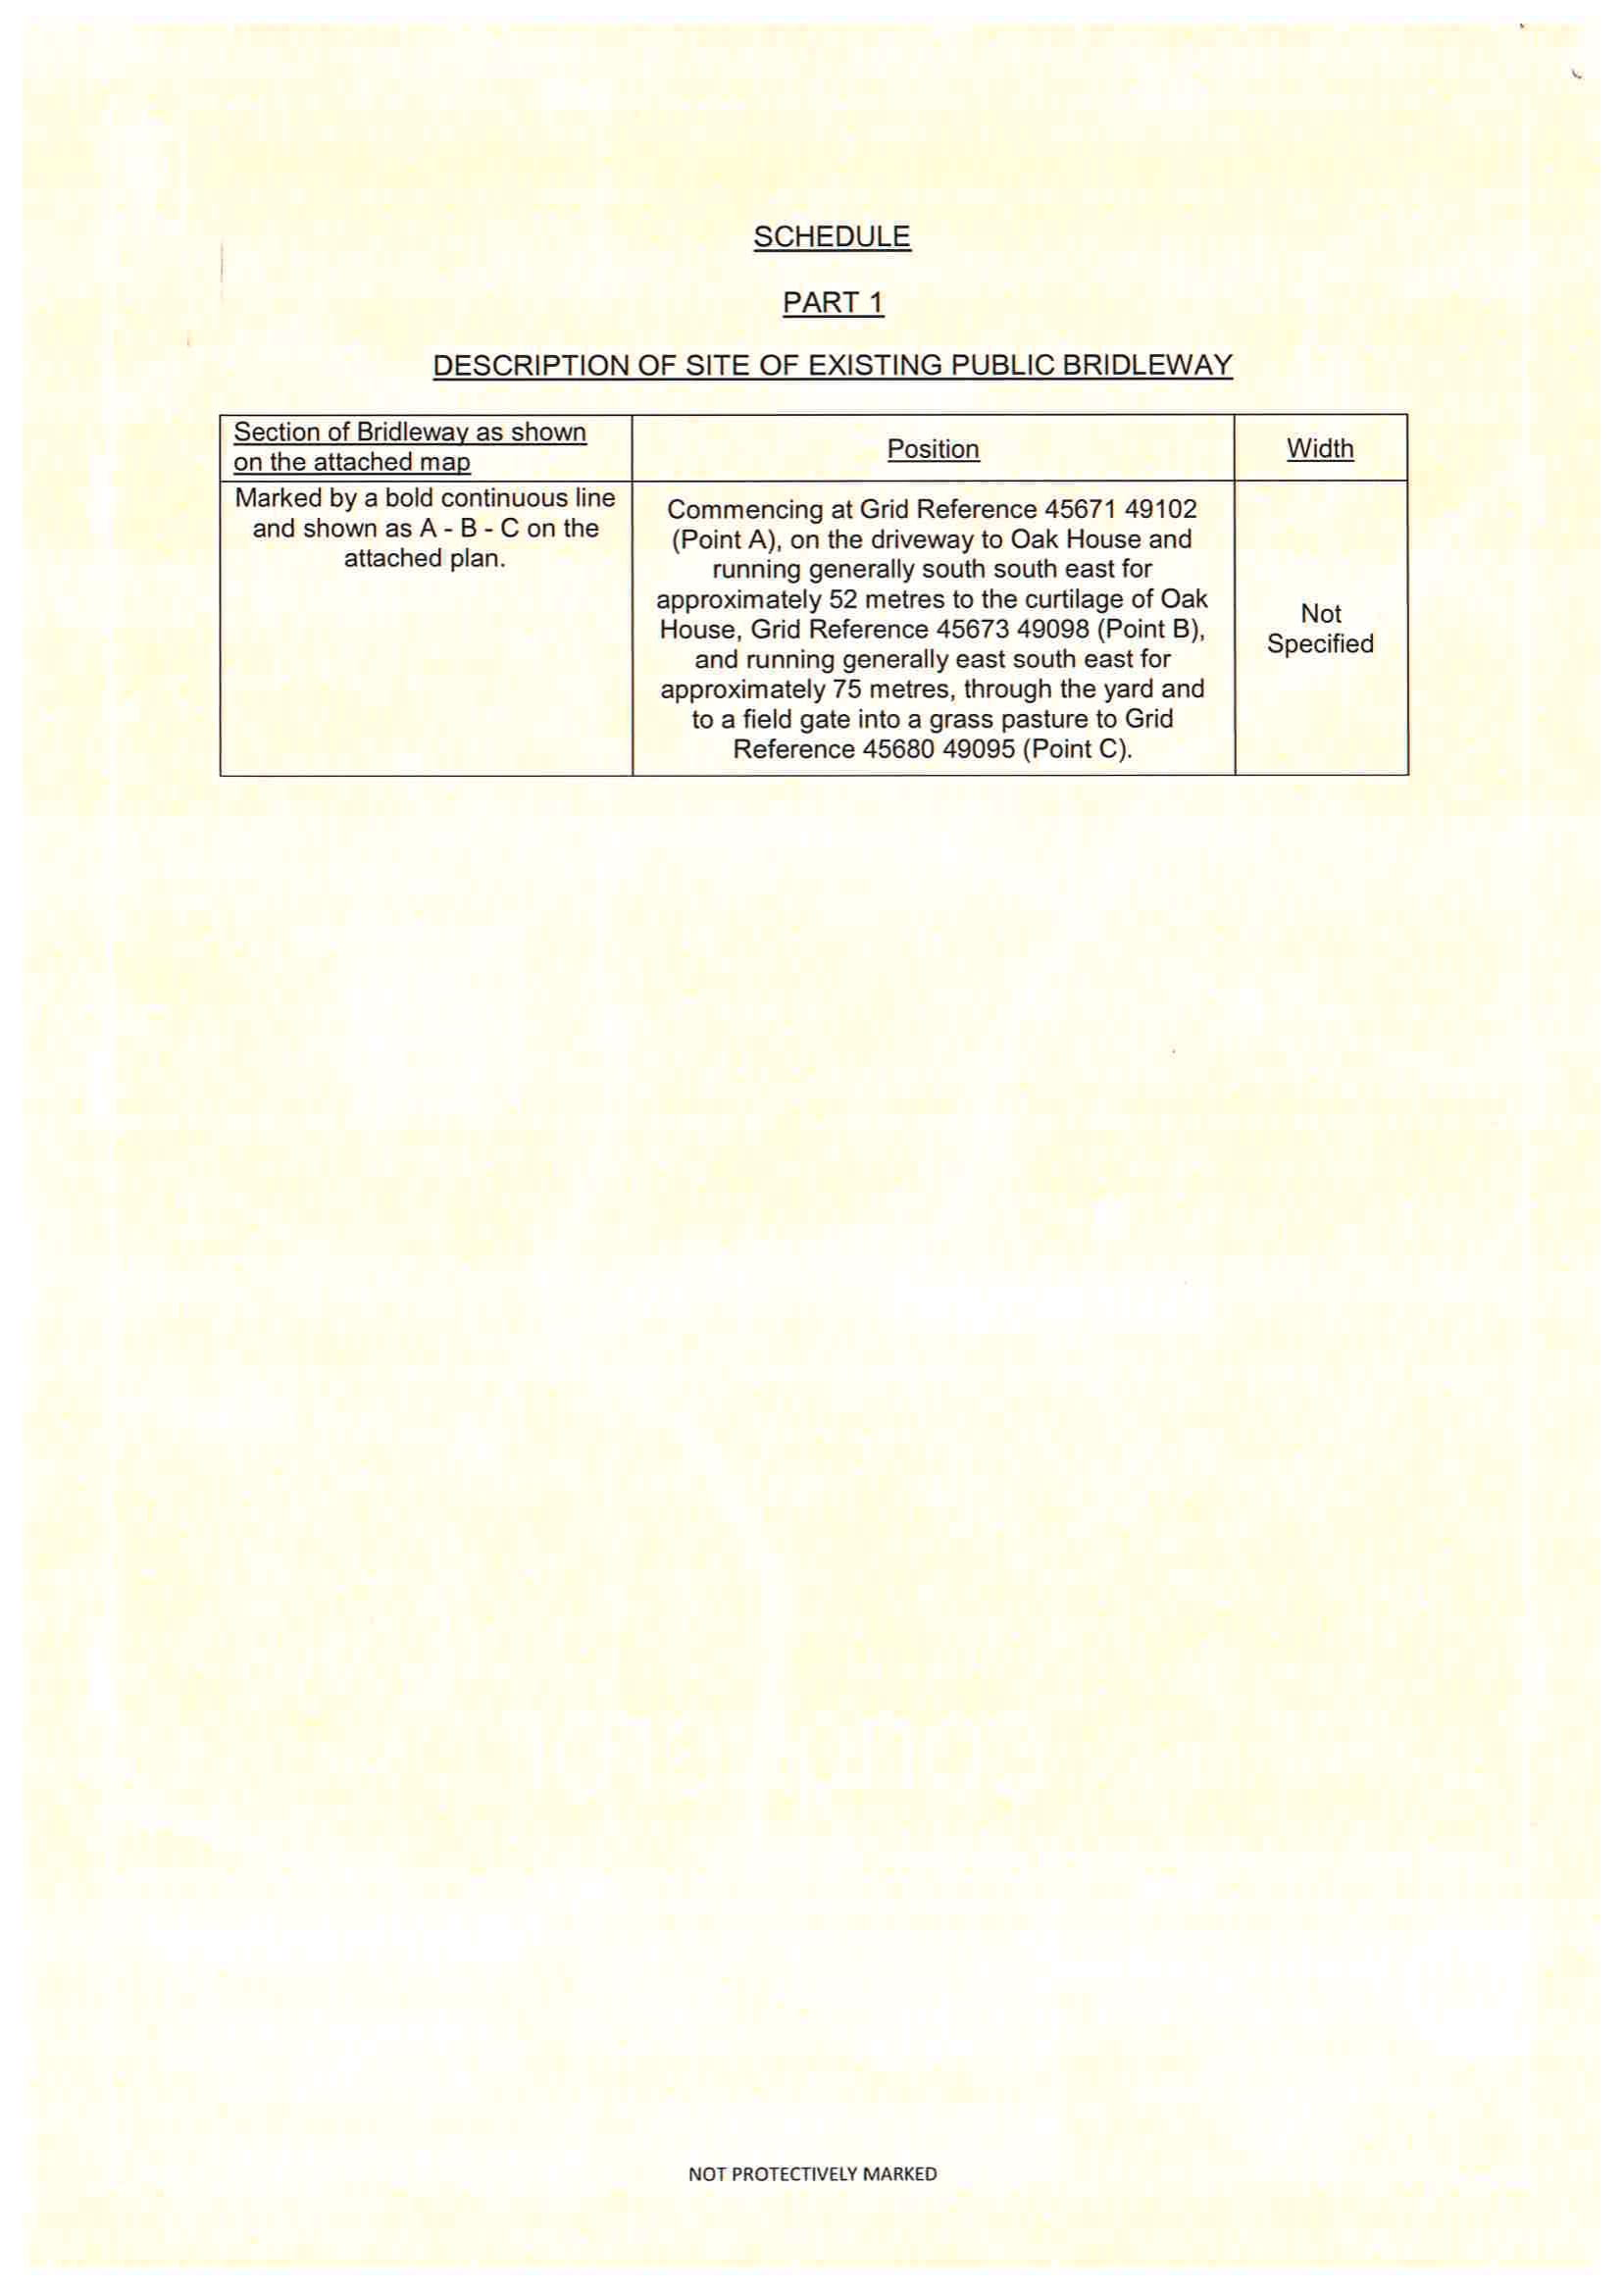 SCHEDULE
PART 1
DESCRIPTION OF SITE OF EXISTING PUBLIC BRIDLEWAY
Section of Bridleway as shown
on the attached map
Position
Width
Marked by a bold continuous line
and shown as A - B - C on the
attached plan.
Commencing at Grid Reference 45671 49102
(Point A), on the driveway to Oak House and
running generally south south east for
approximately 52 metres to the curtilage of Oak
House, Grid Reference 45673 49098 (Point B),
and running generally east south east for
approximately 75 metres, through the yard and
to a field gate into a grass pasture to Grid
Reference 45680 49095 (Point C).
Not
Specified
NOT PROTECTIVELY MARKED